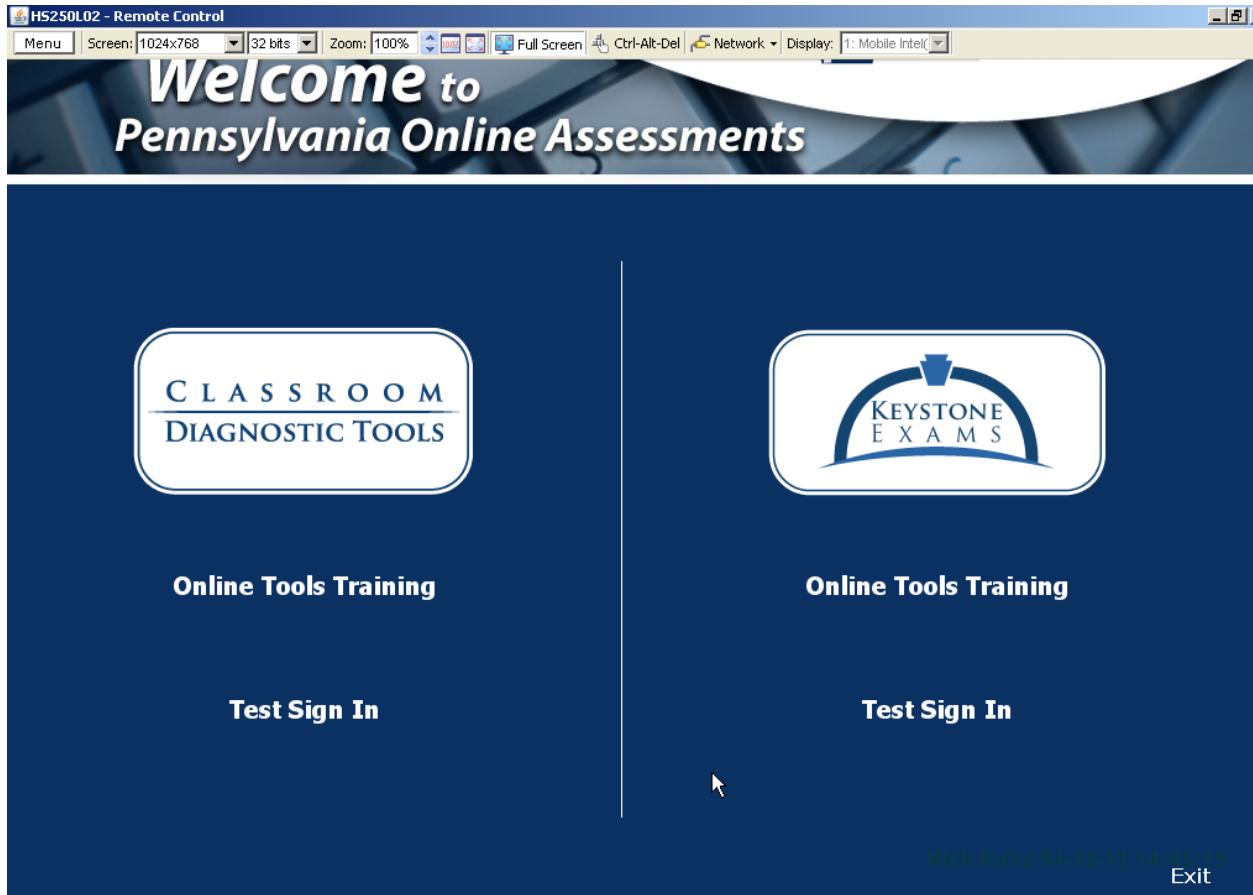 HS250L02 - Remote Control
Menu Screen: 1024x768 32 bits Zoom: 100% Full Screen Ctrl-Alt-Del Network Display: 1: Mobile Intel(
Welcome to
Pennsylvania Online Assessments
CLASSROOM
DIAGNOSTIC TOOLS
KEYSTONE
EXAMS
Online Tools Training
Online Tools Training
Test Sign In
Test Sign In
Exit